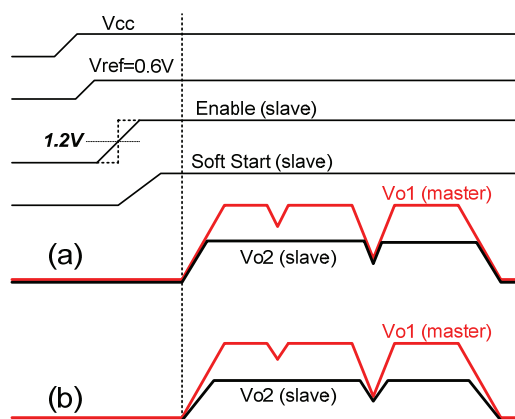 Vcc
Vref=0.6V
Enable (slave)
1.2V
Soft Start (slave)
Vo1 (master)
(a)
Vo2 (slave)
Vo1 (master)
(b)
Vo2 (slave)